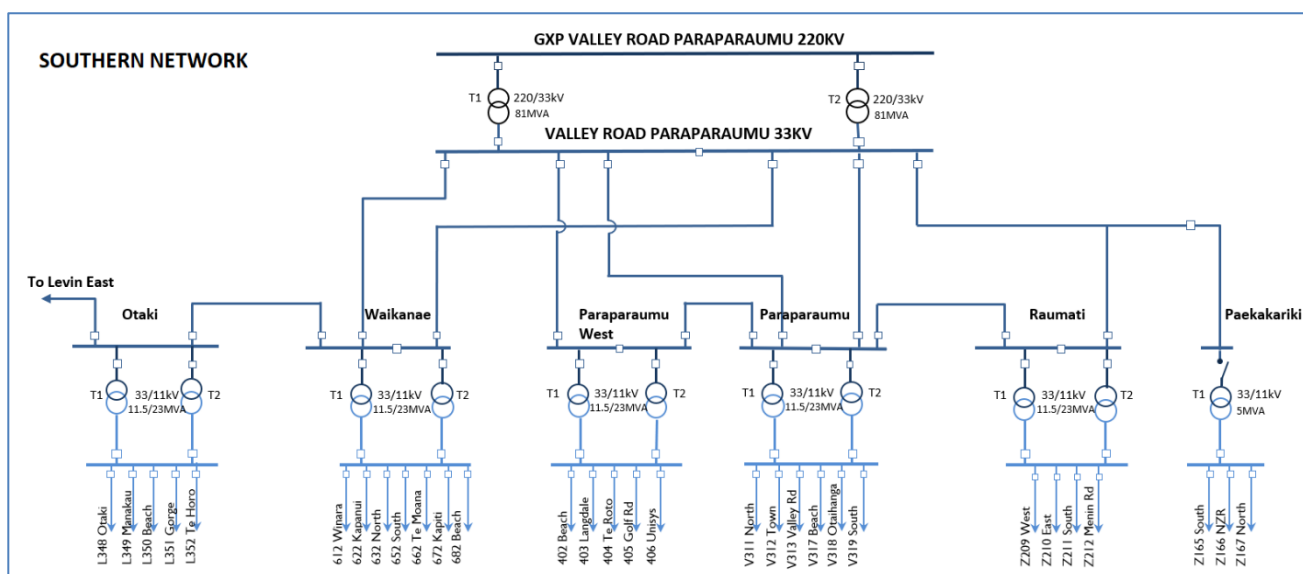 GXP VALLEY ROAD PARAPARAUMU 220KV
SOUTHERN NETWORK
T1
220/33kV
81MVA
T2
220/33kV
81MVA
VALLEY ROAD PARAPARAUMU 33KV
To Levin East
Otaki
Waikanae
Paraparaumu
West
Paraparaumu
Raumati
Paekakariki
T1
33/11kV
11.5/23MVA
T2
T1
33/11kV
11.5/23MVA
T2
T1
33/11kV
11.5/23MVA
T2
T1
33/11kV
11.5/23MVA
T2
T1
33/11kV
11.5/23MVA
T2
T1
33/11kV
5MVA
L348 Otaki
L349 Manakau
L350 Beach
L351 Gorge
L352 Te Horo
612 Winara
622 Kapanui
632 North
652 South
662 Te Moana
672 Kapiti
682 Beach
402 Beach
403 Langdale
404 Te Roto
405 Golf Rd
406 Unisys
V311 North
V312 Town
V313 Valley Rd
V317 Beach
V318 Otaihanga
V319 South
Z209 West
Z210 East
Z211 South
Z212 Menin Rd
Z165 South
Z166 NZR
Z167 North